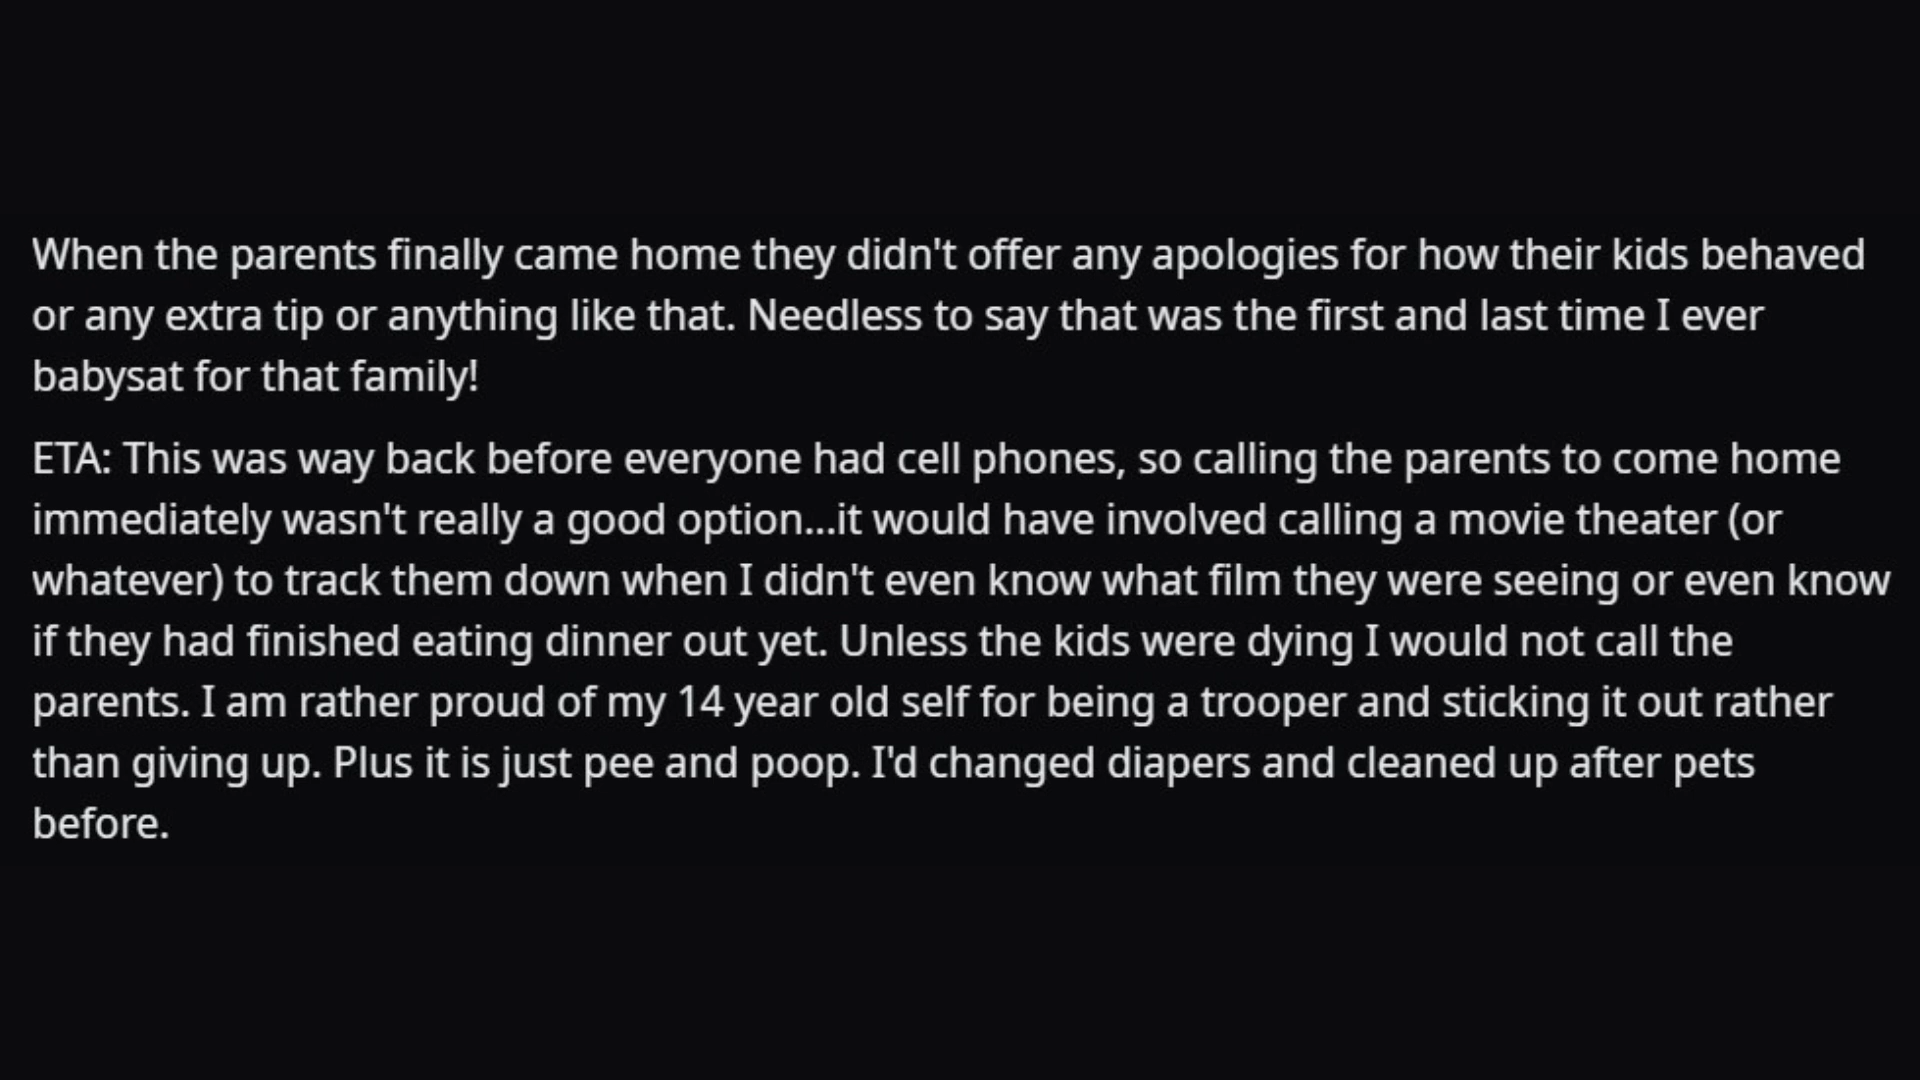 When the parents finally came home they didn't offer any apologies for how their kids behaved
or any extra tip or anything like that. Needless to say that was the first and last time I ever
babysat for that family!
ETA: This was way back before everyone had cell phones, so calling the parents to come home
immediately wasn't really a good option...it would have involved calling a movie theater (or
whatever) to track them down when I didn't even know what film they were seeing or even know
if they had finished eating dinner out yet. Unless the kids were dying I would not call the
parents. I am rather proud of my 14 year old self for being a trooper and sticking it out rather
than giving up. Plus it is just pee and poop. I'd changed diapers and cleaned up after pets
before.